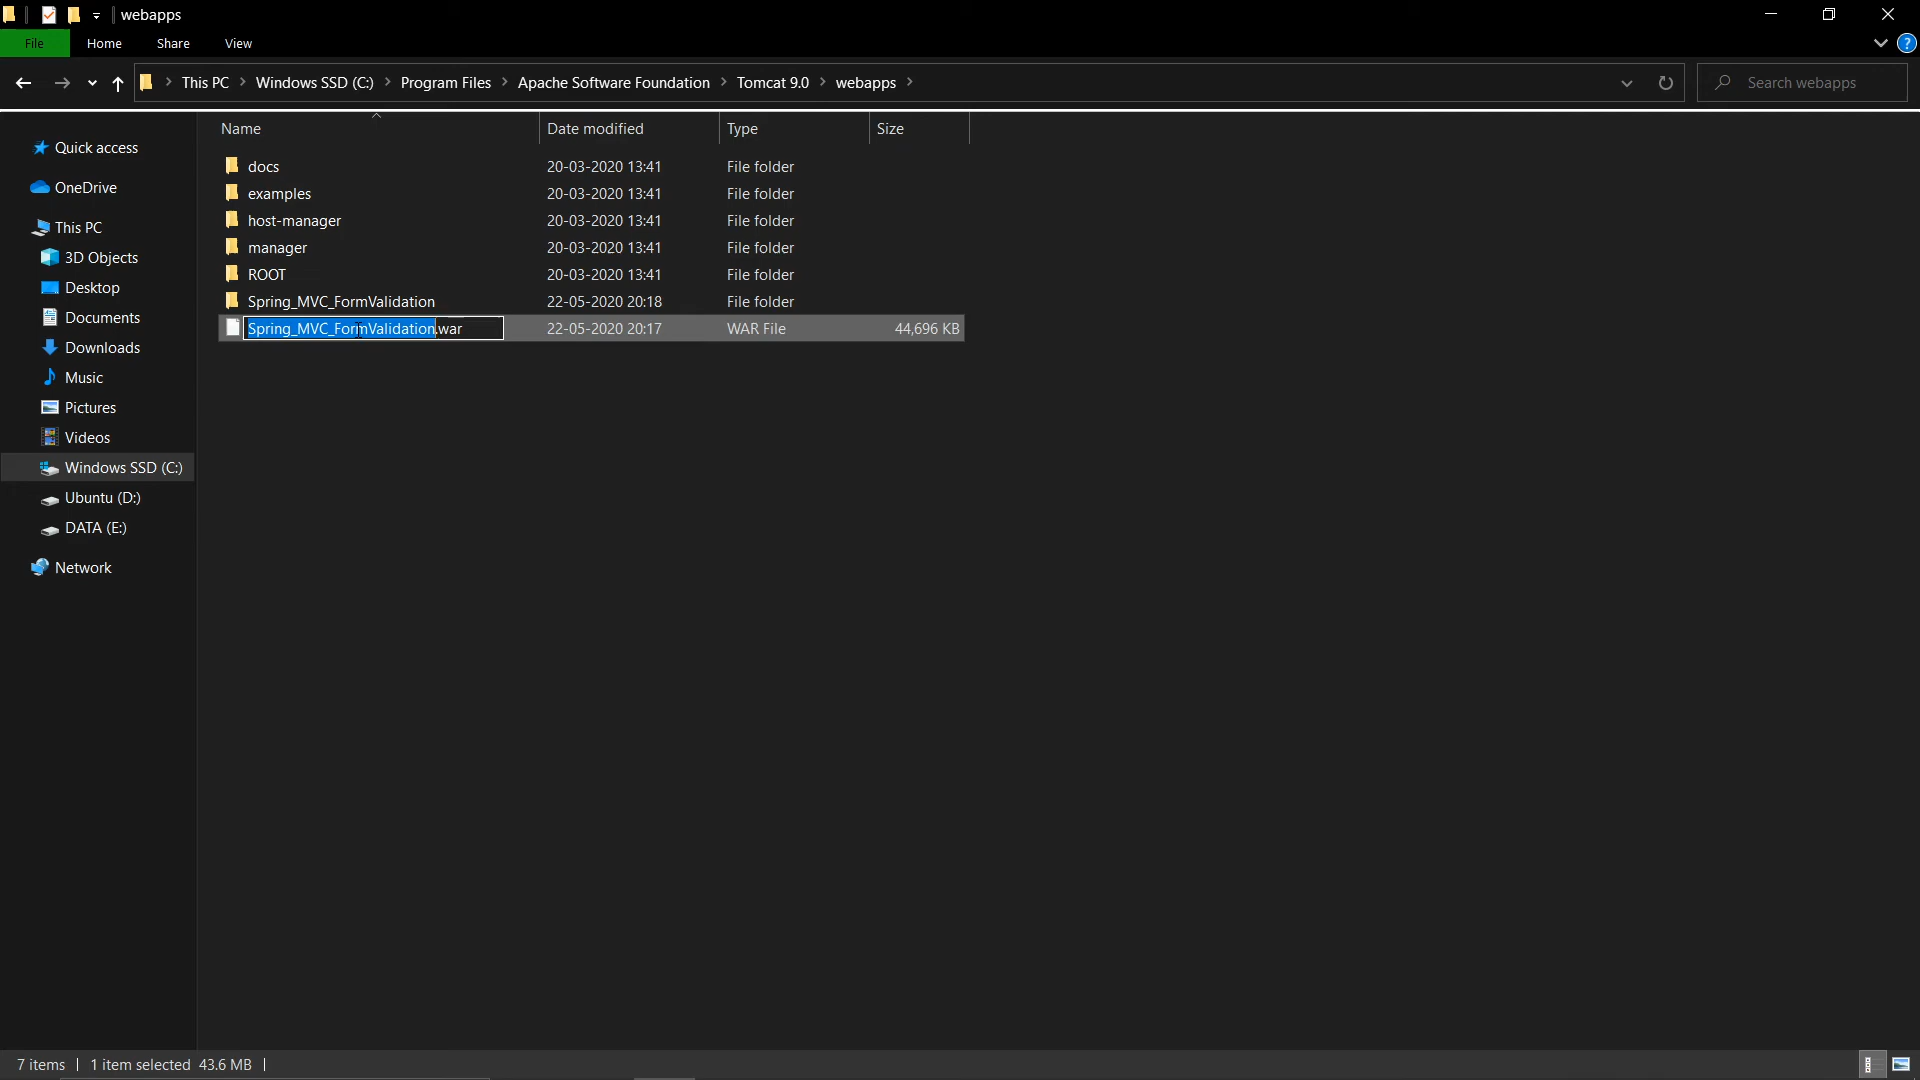 webapps
File Home Share View
This PC Windows SSD (C:) Program Files Apache Software Foundation Tomcat 9.0 webapps
Search webapps
Name Date modified Type Size
Quick access
OneDrive
This PC
3D Objects
Desktop
Documents
Downloads
Music
Pictures
Videos
Windows SSD (C:)
Ubuntu (D:)
DATA (E:)
Network
docs 20-03-2020 13:41 File folder
examples 20-03-2020 13:41 File folder
host-manager 20-03-2020 13:41 File folder
manager 20-03-2020 13:41 File folder
ROOT 20-03-2020 13:41 File folder
Spring_MVC_FormValidation 22-05-2020 20:18 File folder
Spring_MVC_FormValidation.war 22-05-2020 20:17 WAR File 44,696 KB
7 items 1 item selected 43.6 MB